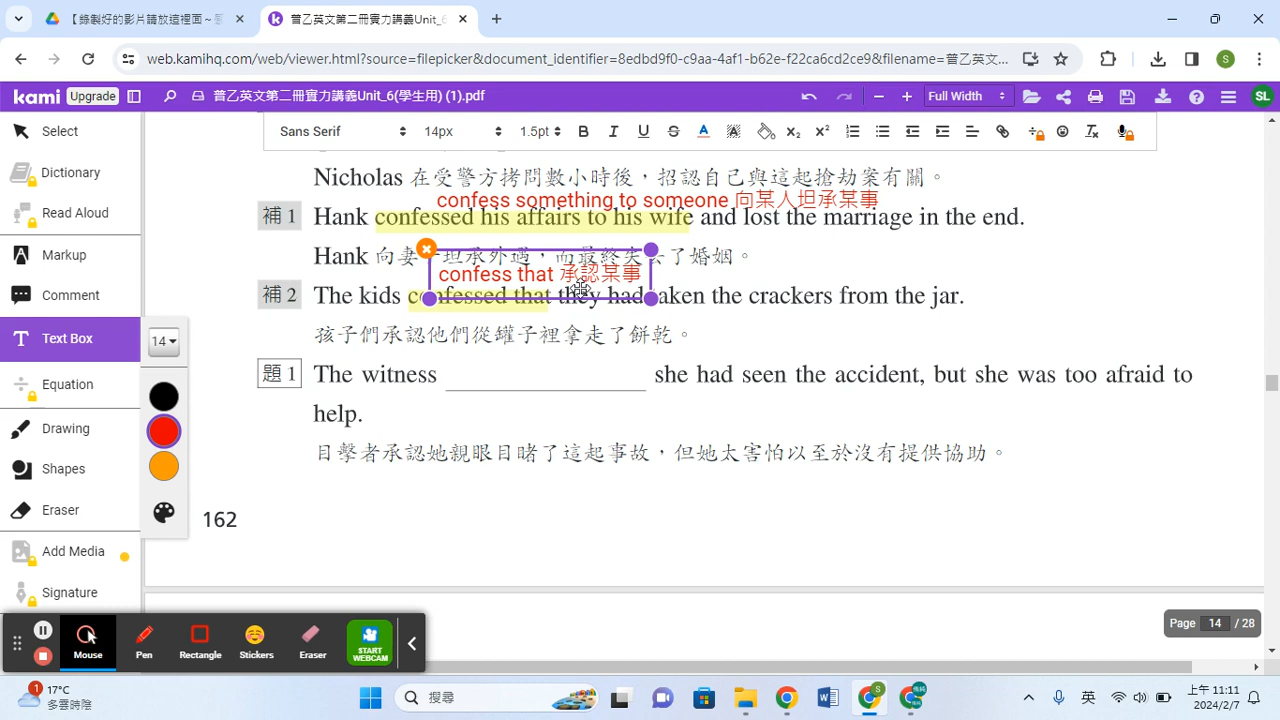 【錄製好的影片請放這裡面～
普乙英文第二冊實力講義Unit_6
web.kamihq.com/web/viewer.html?source=filepicker&document_identifier=8edbd9f0-c9aa-4af1-b62e-f22ca6cd2ce9&filename=普乙英文...
S
kami Upgrade 普乙英文第二冊實力講義Unit_6(學生用) (1).pdf Full Width SL
Select
Dictionary
Read Aloud
Markup
Comment
Text Box
Equation
Drawing
Shapes
Eraser
Add Media
Signature
14
Sans Serif 14px 1.5pt B I U S A
Nicholas 在受警方拷問數小時後，招認自己與這起搶劫案有關。
confess something to someone 向某人坦承某事
補1 Hank confessed his affairs to his wife and lost the marriage in the end.
Hank 向妻子坦承外遇，而最終失去了婚姻。
confess that 承認某事
補2 The kids confessed that they had taken the crackers from the jar.
孩子們承認他們從罐子裡拿走了餅乾。
題1 The witness she had seen the accident, but she was too afraid to
help.
目擊者承認她親眼目睹了這起事故，但她太害怕以至於沒有提供協助。
162
Page 14 / 28
Mouse Pen Rectangle Stickers Eraser START WEBCAM
1 17°C
多雲時陰
搜尋
英
上午 11:11
2024/2/7